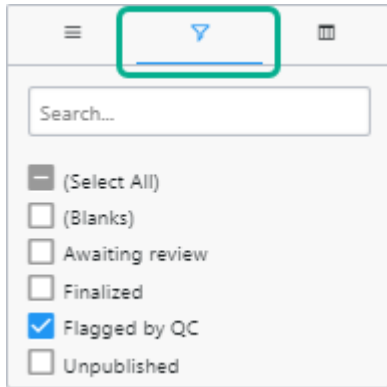 Search...
(Select All)
(Blanks)
Awaiting review
Finalized
Flagged by QC
Unpublished